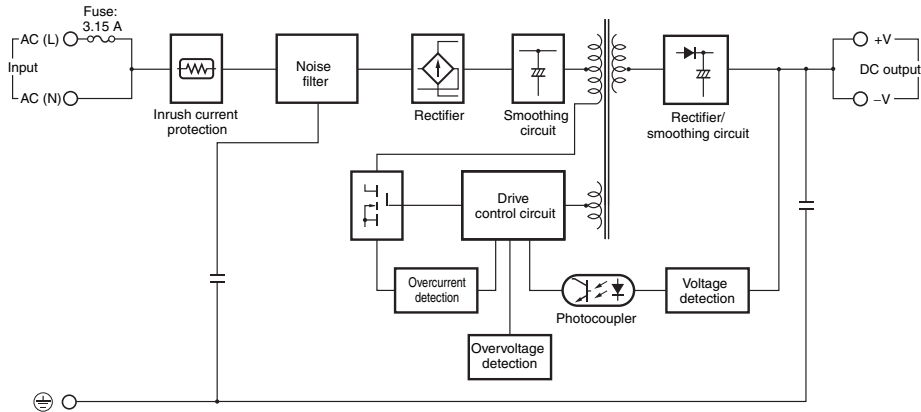 Fuse:
3.15 A
AC (L)
Input
AC (N)
Inrush current
protection
Noise
filter
Rectifier
Smoothing
circuit
Rectifier/
smoothing circuit
+V
DC output
–V
Drive
control circuit
Overcurrent
detection
Overvoltage
detection
Photocoupler
Voltage
detection